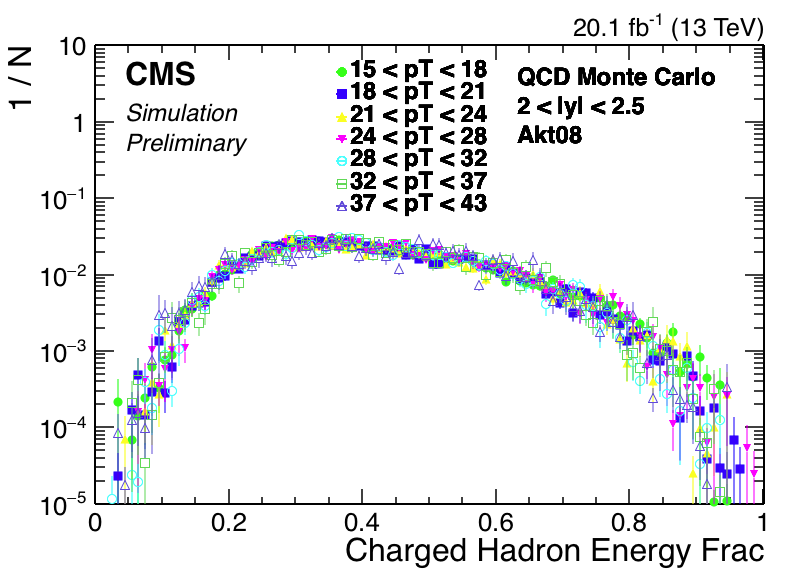 20.1 fb⁻¹ (13 TeV)
1 / N
CMS
Simulation
Preliminary
15 < pT < 18
18 < pT < 21
21 < pT < 24
24 < pT < 28
28 < pT < 32
32 < pT < 37
37 < pT < 43
QCD Monte Carlo
2 < lyl < 2.5
Akt08
10
1
10⁻¹
10⁻²
10⁻³
10⁻⁴
10⁻⁵
0 0.2 0.4 0.6 0.8 1
Charged Hadron Energy Frac